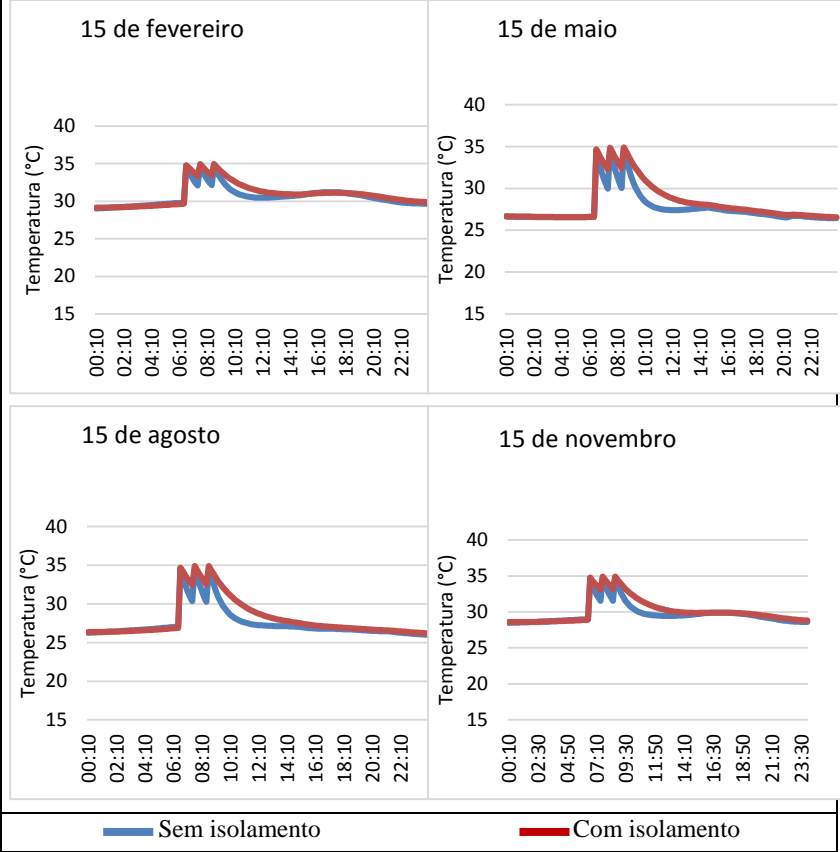 15 de fevereiro
Temperatura (°C)
40
35
30
25
20
15
00:10 02:10 04:10 06:10 08:10 10:10 12:10 14:10 16:10 18:10 20:10 22:10
15 de maio
Temperatura (°C)
40
35
30
25
20
15
00:10 02:10 04:10 06:10 08:10 10:10 12:10 14:10 16:10 18:10 20:10 22:10
15 de agosto
Temperatura (°C)
40
35
30
25
20
15
00:10 02:10 04:10 06:10 08:10 10:10 12:10 14:10 16:10 18:10 20:10 22:10
15 de novembro
Temperatura (°C)
40
35
30
25
20
15
00:10 02:30 04:50 07:10 09:30 11:50 14:10 16:30 18:50 21:10 23:30
Sem isolamento
Com isolamento